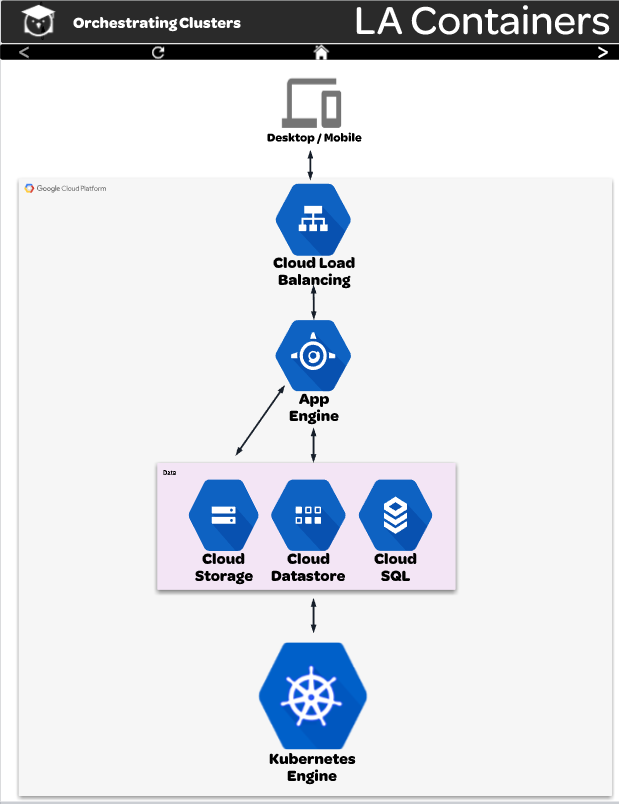 Orchestrating Clusters
LA Containers
Desktop / Mobile
Google Cloud Platform
Cloud Load
Balancing
App
Engine
Data
Cloud
Storage
Cloud
Datastore
Cloud
SQL
Kubernetes
Engine